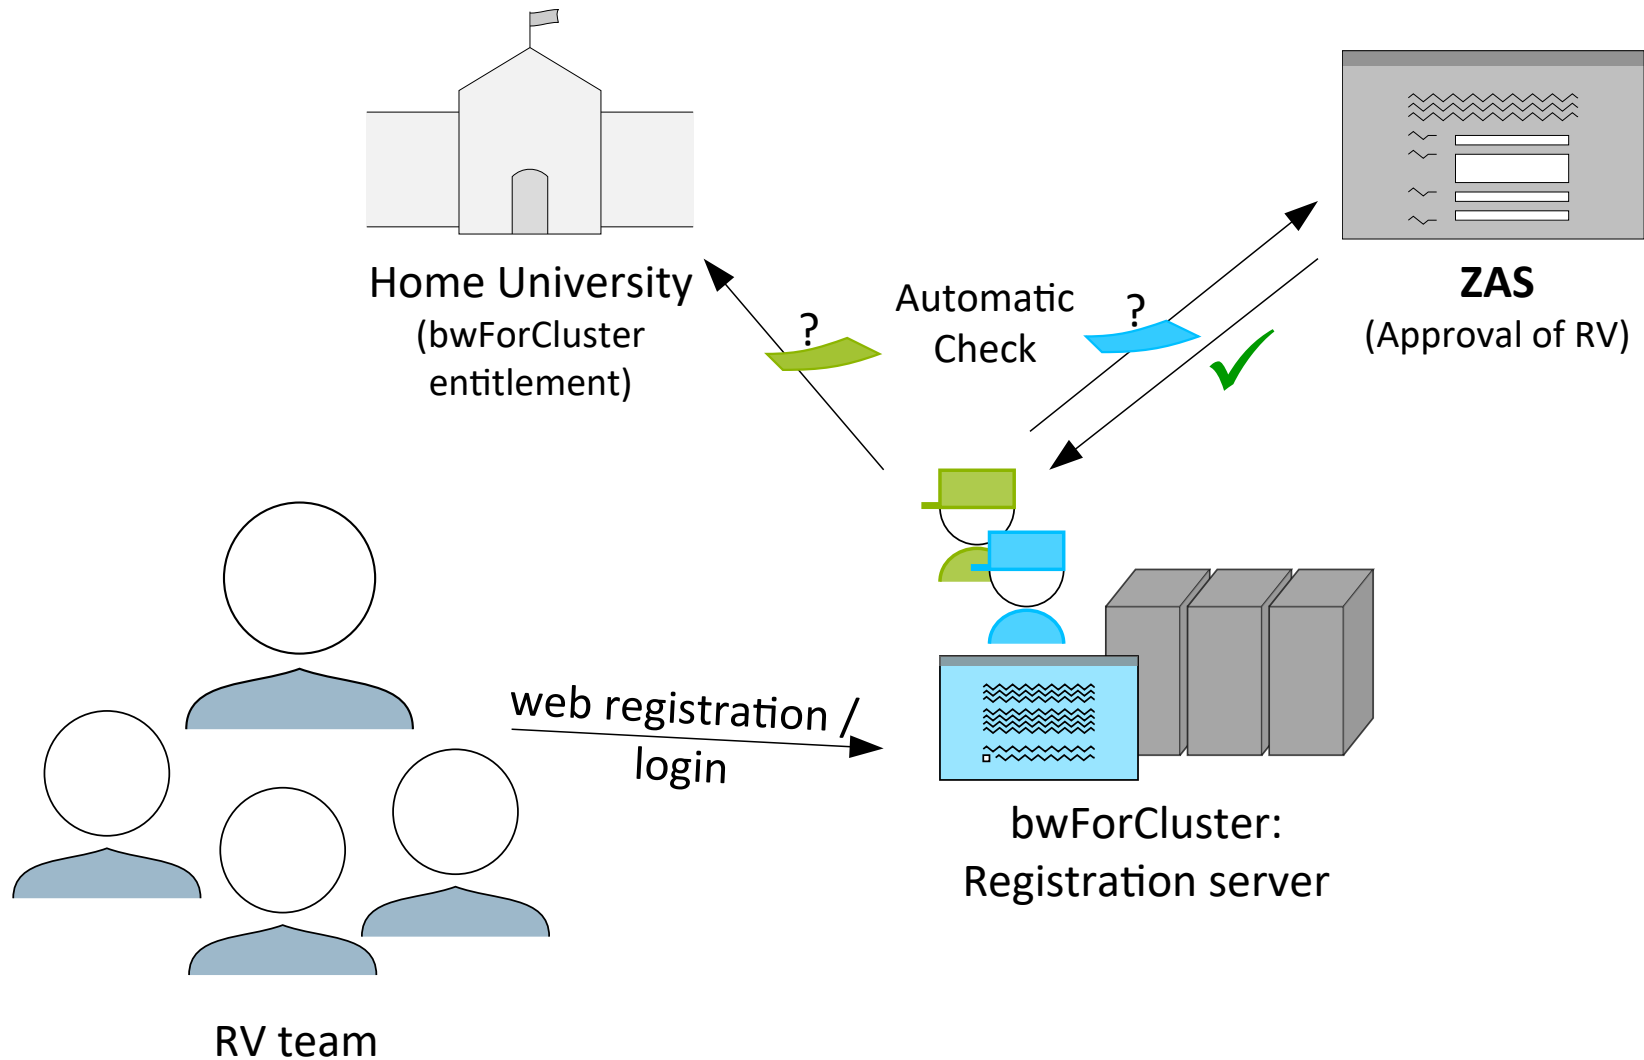 Home University
(bwForCluster
entitlement)
?
Automatic
Check
?
ZAS
(Approval of RV)
web registration /
login
bwForCluster:
Registration server
RV team